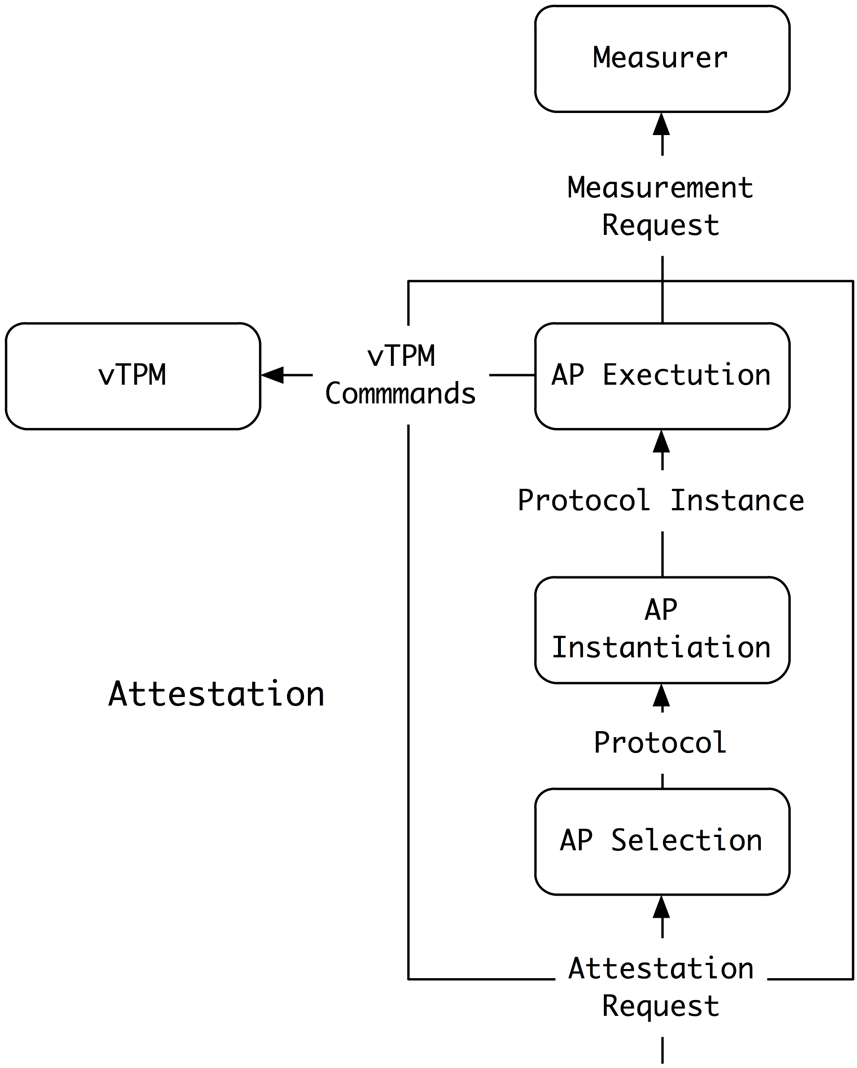 Measurer
Measurement
Request
vTPM
vTPM
Commmands
AP Exectution
Protocol Instance
AP
Instantiation
Attestation
Protocol
AP Selection
Attestation
Request